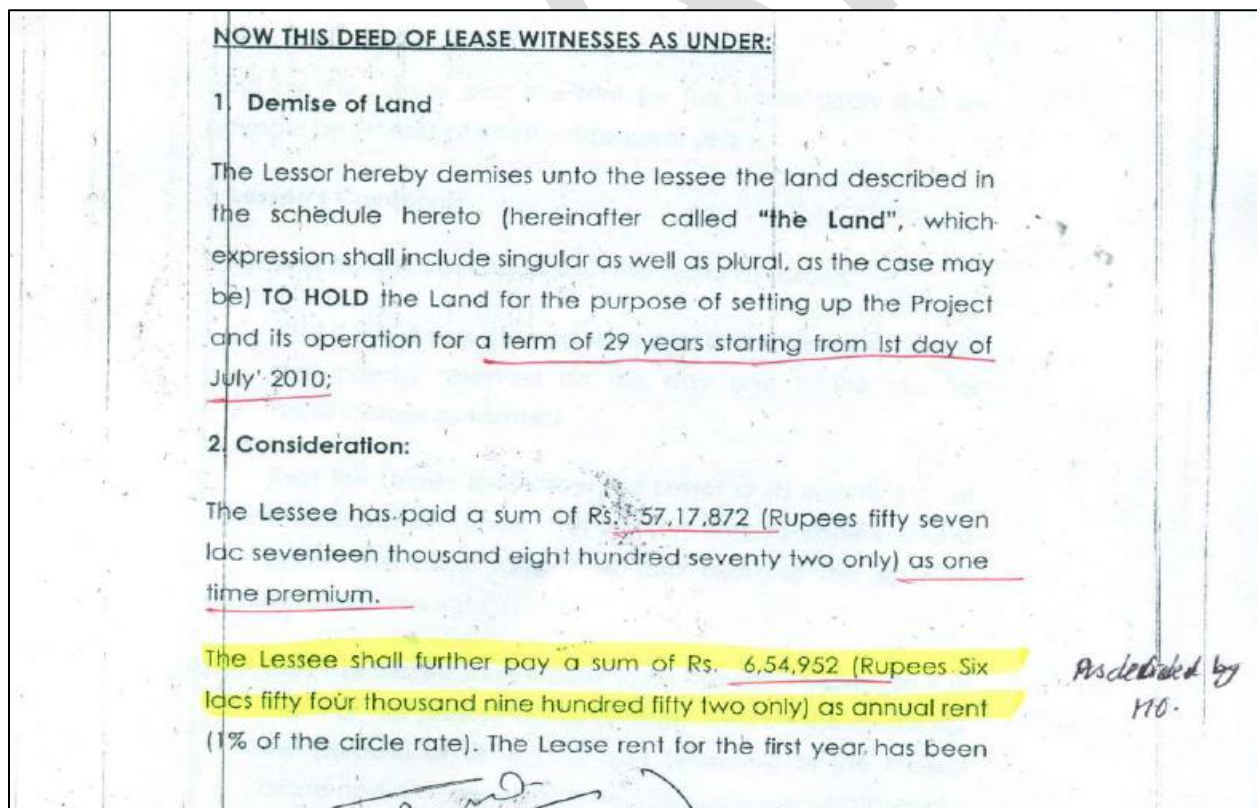 NOW THIS DEED OF LEASE WITNESSES AS UNDER:
1. Demise of Land
The Lessor hereby demises unto the lessee the land described in
the schedule hereto (hereinafter called "the Land", which
expression shall include singular as well as plural, as the case may
be) TO HOLD the Land for the purpose of setting up the Project
and its operation for a term of 29 years starting from Ist day of
July' 2010;
2. Consideration:
The Lessee has paid a sum of Rs. 57,17,872 (Rupees fifty seven
lac seventeen thousand eight hundred seventy two only) as one
time premium.
The Lessee shall further pay a sum of Rs. 6,54,952 (Rupees Six
lacs fifty four thousand nine hundred fifty two only) as annual rent
(1% of the circle rate). The Lease rent for the first year has been
As decided by